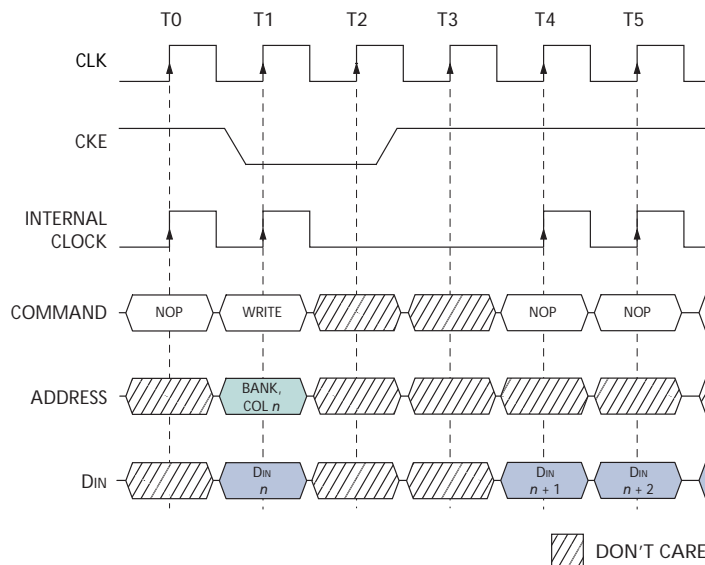 T0 T1 T2 T3 T4 T5
CLK
CKE
INTERNAL
CLOCK
COMMAND NOP WRITE NOP NOP
ADDRESS BANK,
COL n
DIN DIN
n DIN
n + 1 DIN
n + 2
DON'T CARE